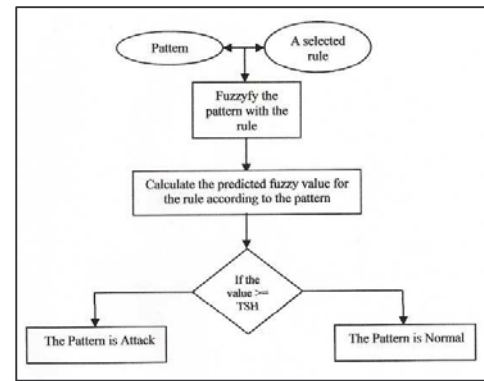 Pattern
A selected
rule
Fuzzyfy the
pattern with the
rule
Calculate the predicted fuzzy value for
the rule according to the pattern
If the
value >=
TSH
The Pattern is Attack
The Pattern is Normal